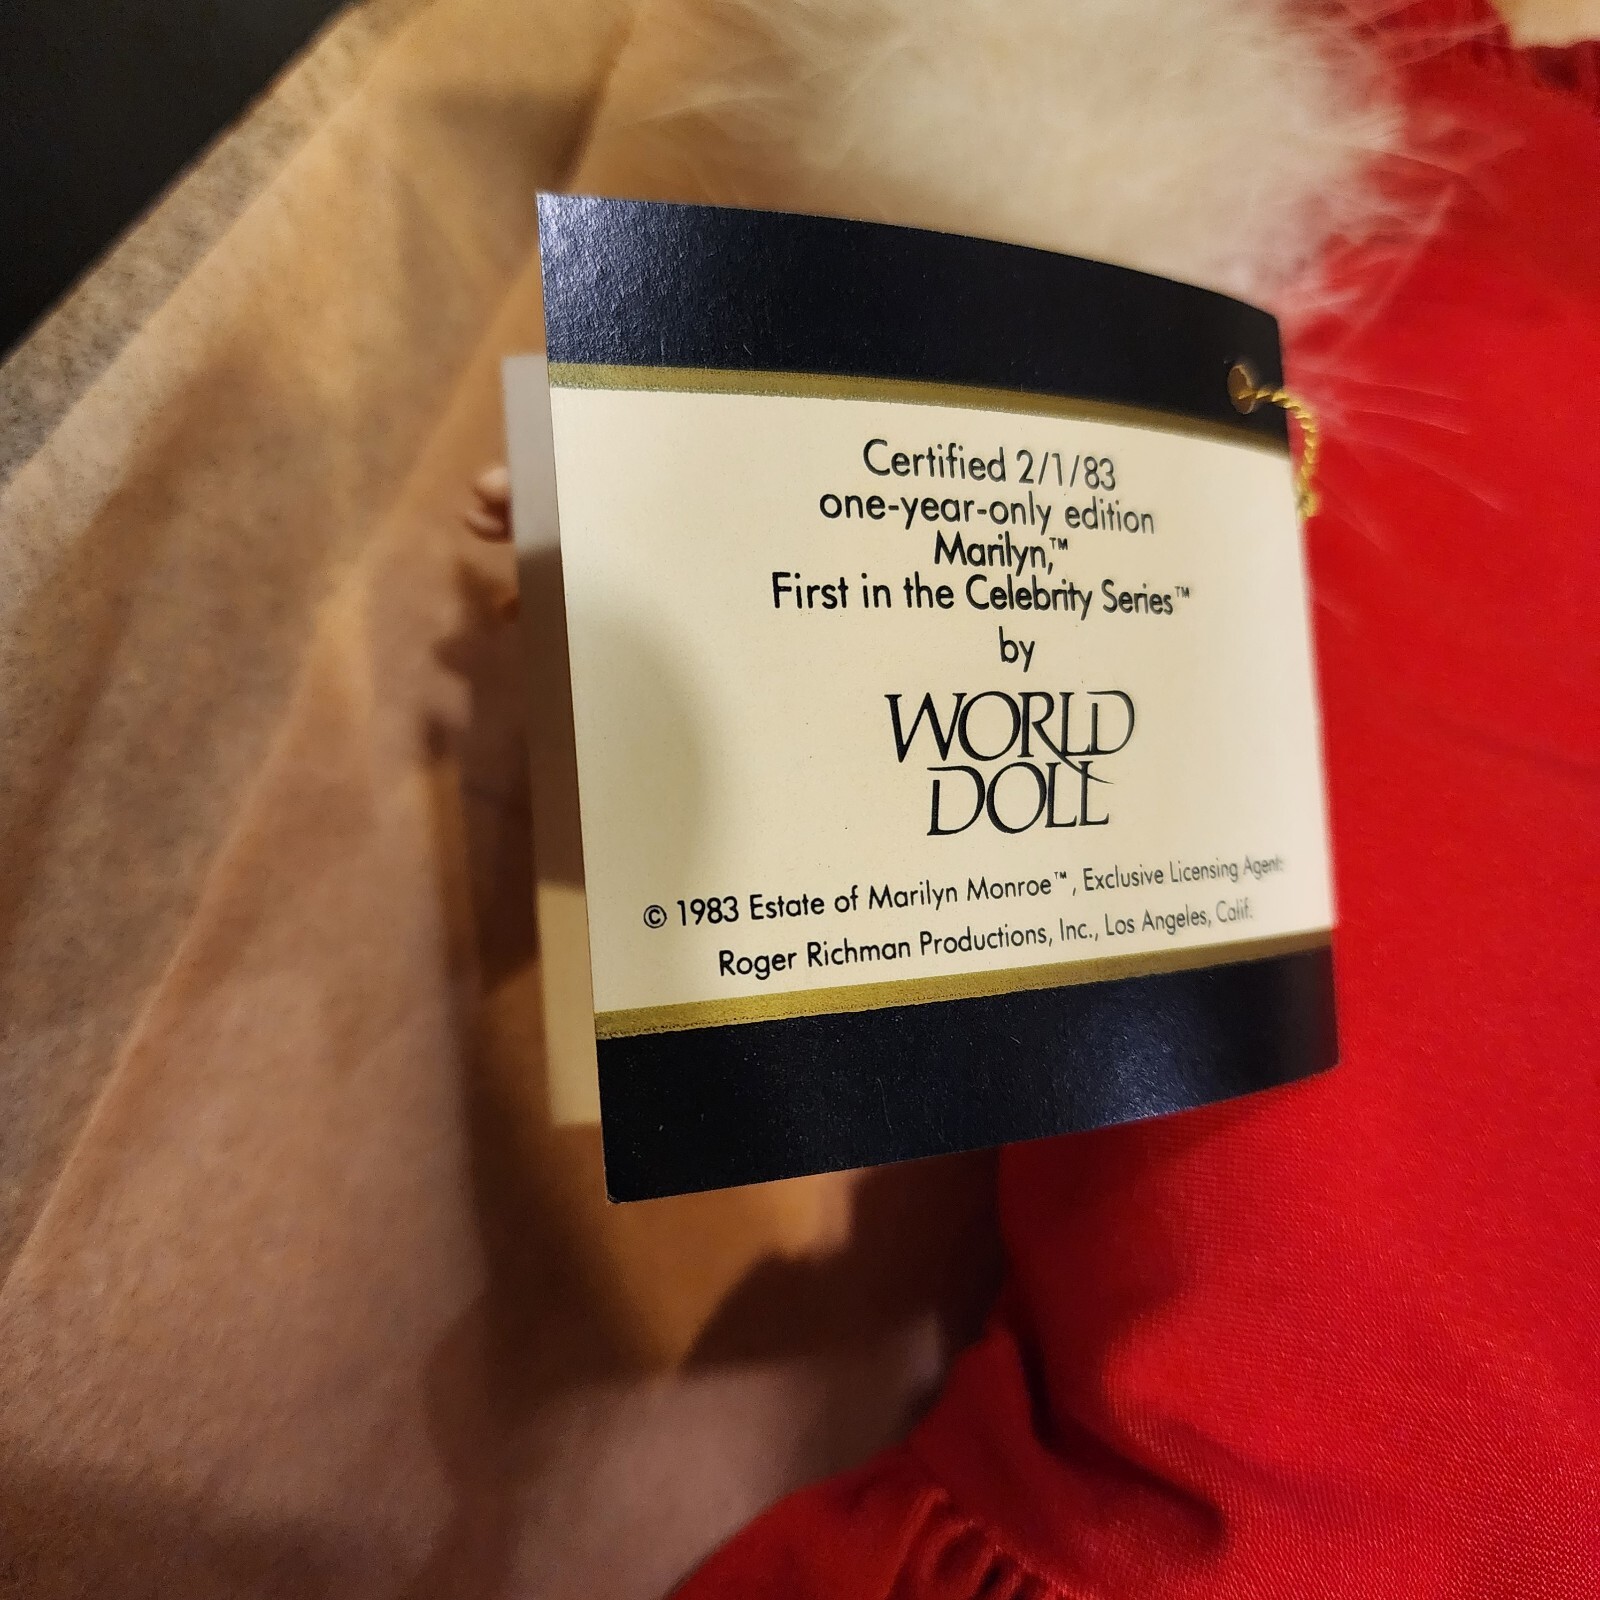 Certified 2/1/83
one-year-only edition
Marilyn,™
First in the Celebrity Series™
by
WORLD
DOLL
© 1983 Estate of Marilyn Monroe™, Exclusive Licensing Agent:
Roger Richman Productions, Inc., Los Angeles, Calif.